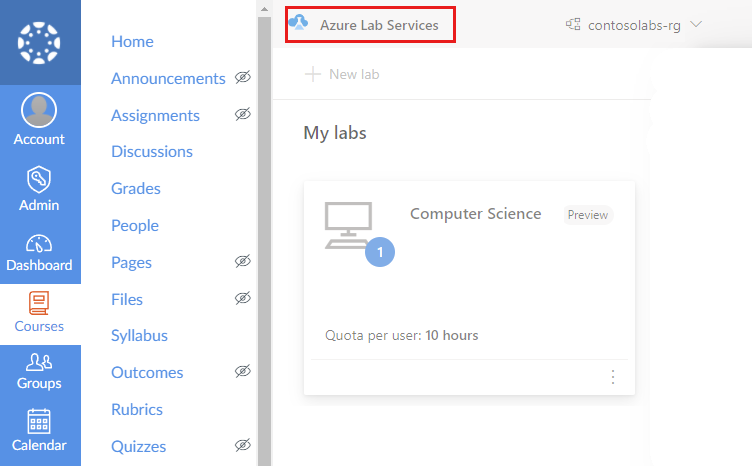 Account
Admin
Dashboard
Courses
Groups
Calendar
Home
Announcements
Assignments
Discussions
Grades
People
Pages
Files
Syllabus
Outcomes
Rubrics
Quizzes
Azure Lab Services
contosolabs-rg
New lab
My labs
Computer Science
Preview
1
Quota per user: 10 hours